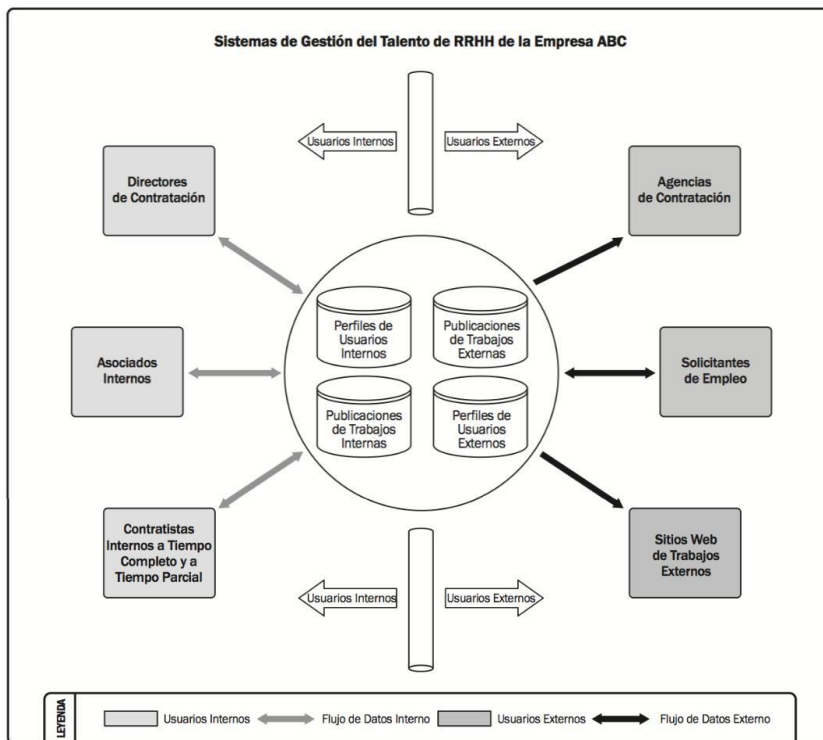 Sistemas de Gestión del Talento de RRHH de la Empresa ABC
Usuarios Internos
Usuarios Externos
Directores
de Contratación
Agencias
de Contratación
Perfiles de
Usuarios
Internos
Publicaciones
de Trabajos
Externas
Asociados
Internos
Solicitantes
de Empleo
Publicaciones
de Trabajos
Internas
Perfiles de
Usuarios
Externos
Contratistas
Internos a Tiempo
Completo y a
Tiempo Parcial
Sitios Web
de Trabajos
Externos
Usuarios Internos
Usuarios Externos
LEYENDA
Usuarios Internos
Flujo de Datos Interno
Usuarios Externos
Flujo de Datos Externo